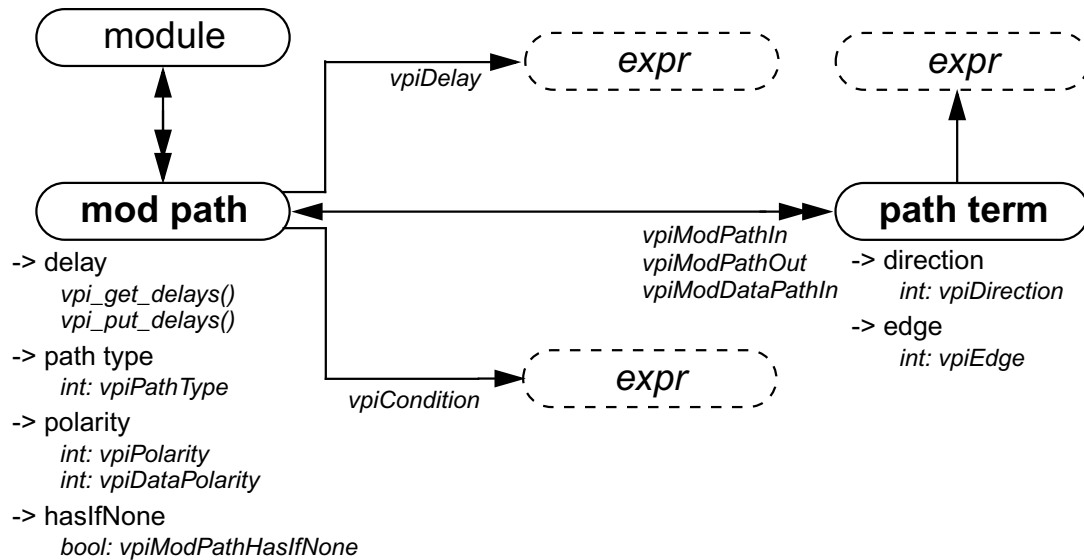 module
expr
expr
vpiDelay
mod path
path term
vpiModPathIn
vpiModPathOut
vpiModDataPathIn
-> delay
vpi_get_delays()
vpi_put_delays()
-> path type
int: vpiPathType
-> polarity
int: vpiPolarity
int: vpiDataPolarity
-> hasIfNone
bool: vpiModPathHasIfNone
-> direction
int: vpiDirection
-> edge
int: vpiEdge
expr
vpiCondition